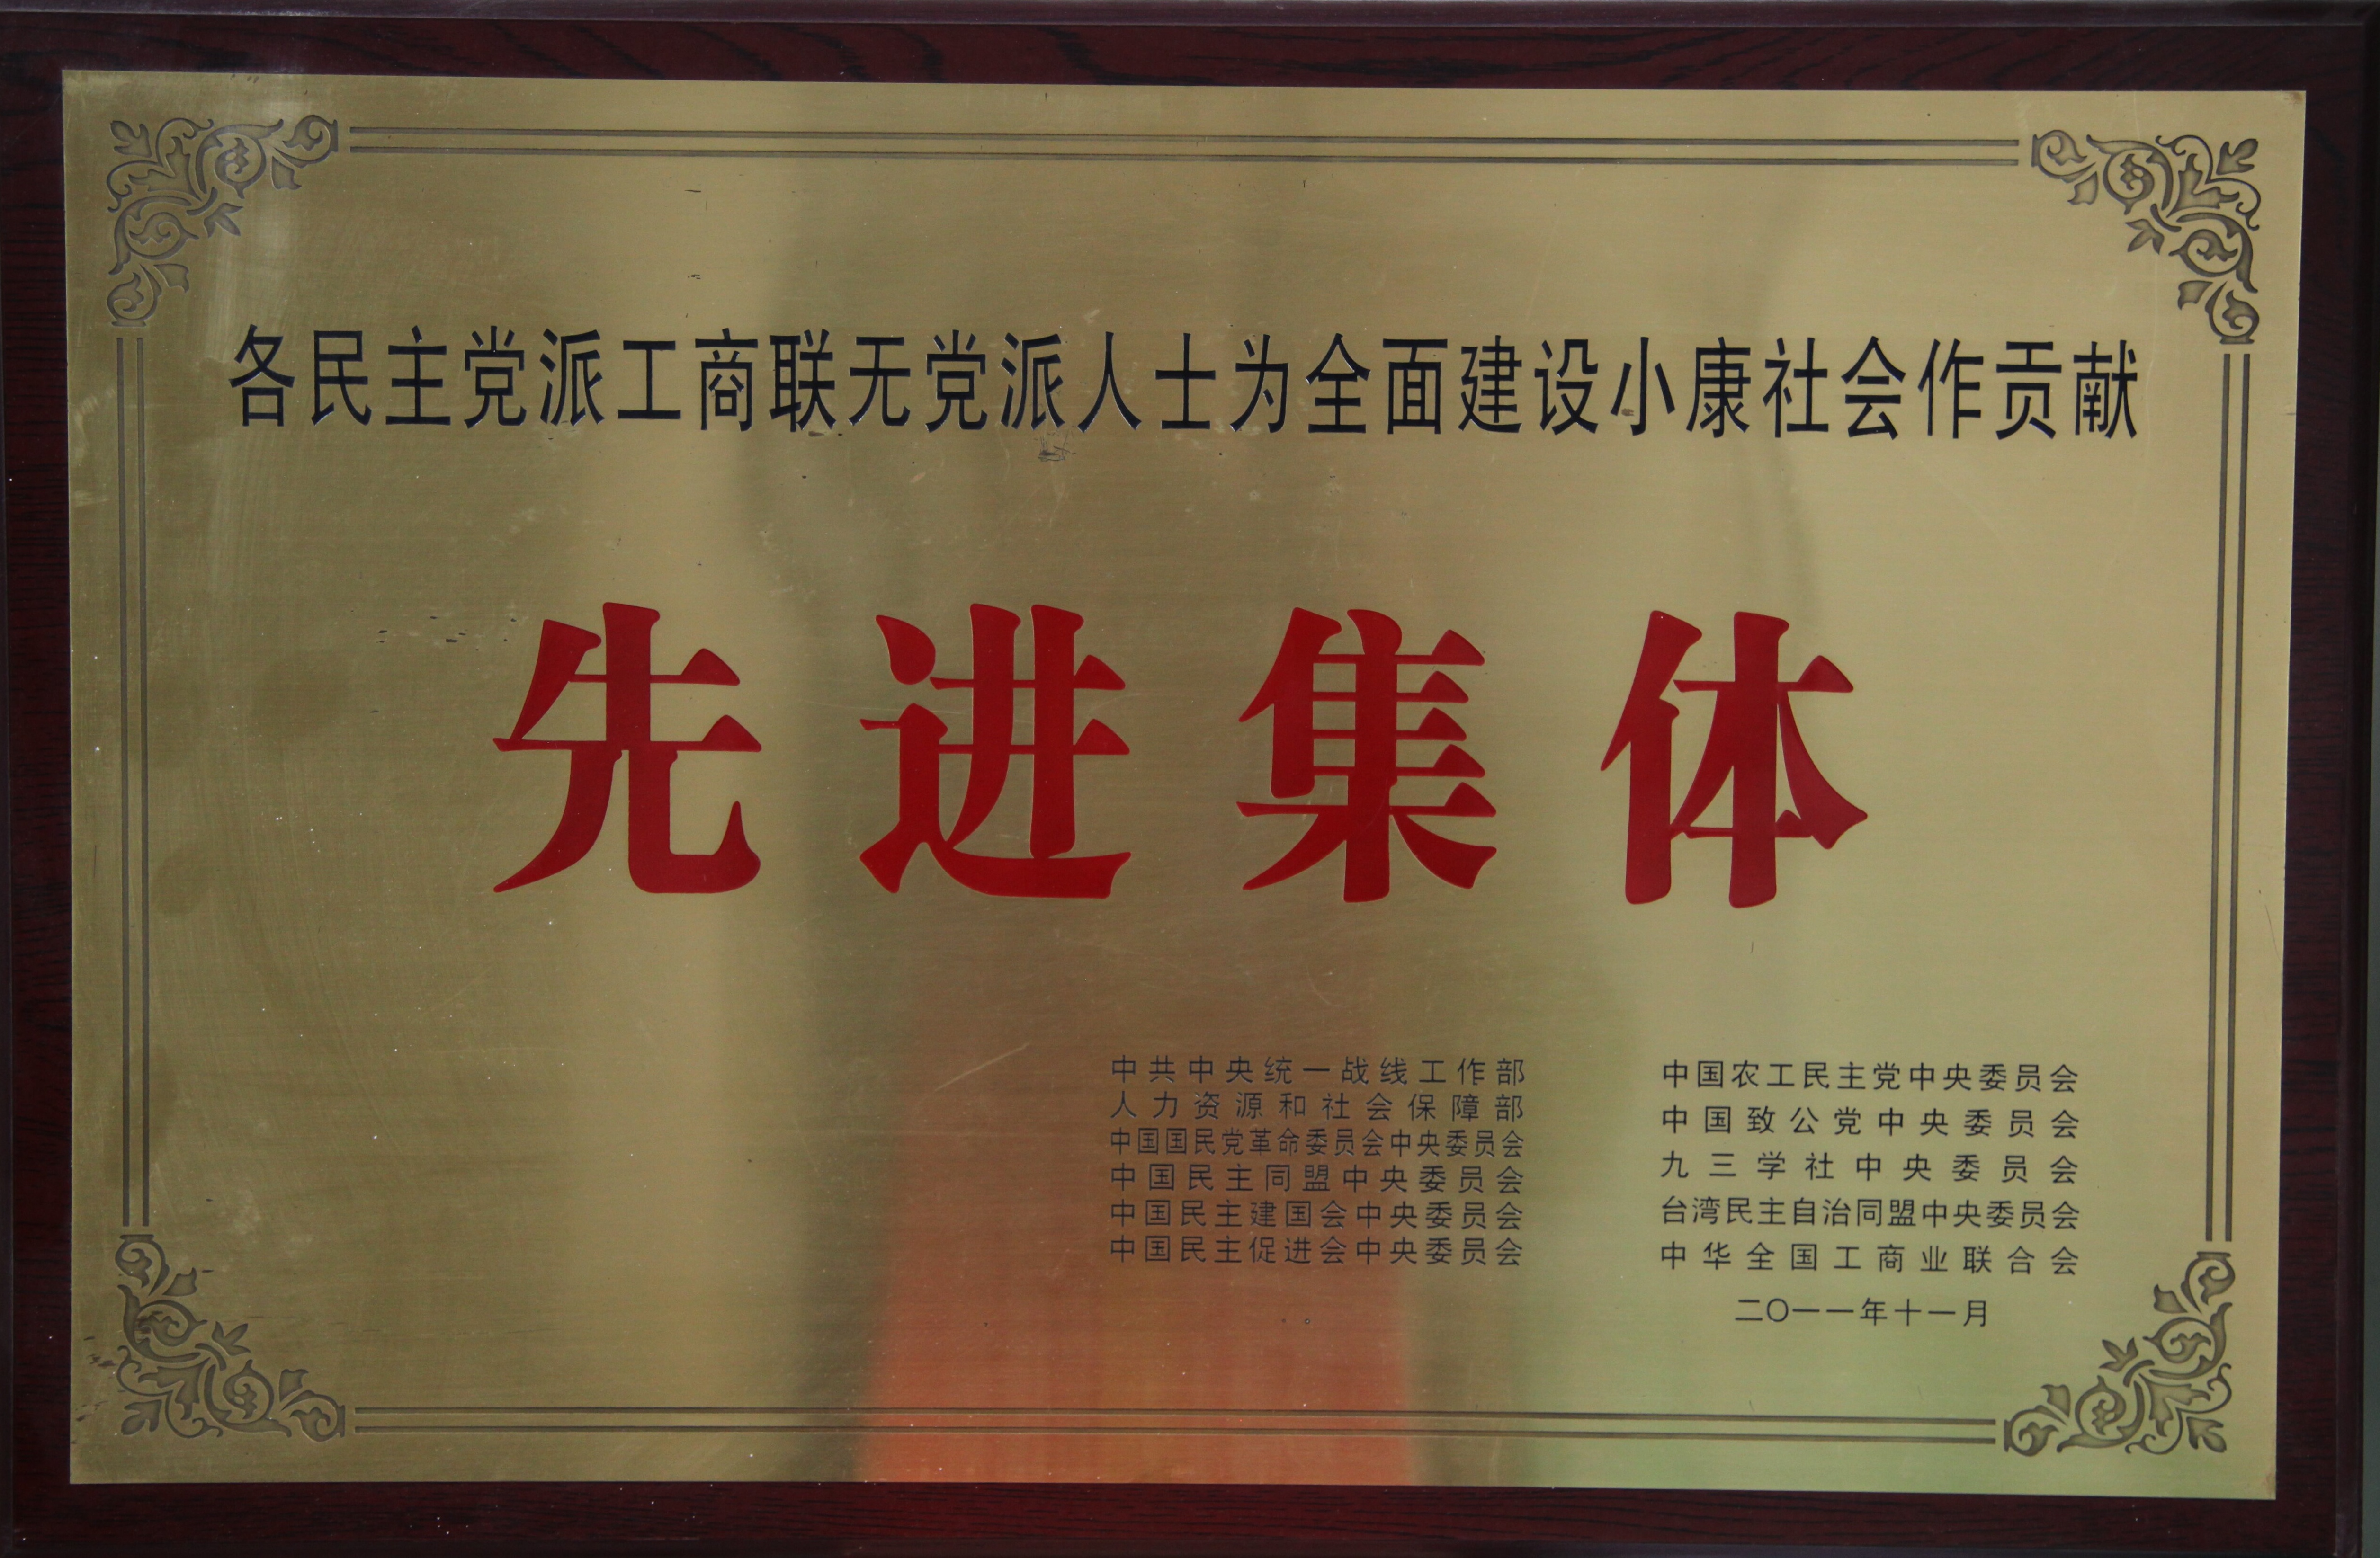 各民主党派工商联无党派人士为全面建设小康社会作贡献
先进集体
中共中央统一战线工作部
人力资源和社会保障部
中国国民党革命委员会中央委员会
中国民主同盟中央委员会
中国民主建国会中央委员会
中国民主促进会中央委员会
中国农工民主党中央委员会
中国致公党中央委员会
九三学社中央委员会
台湾民主自治同盟中央委员会
中华全国工商业联合会
二〇一一年十一月